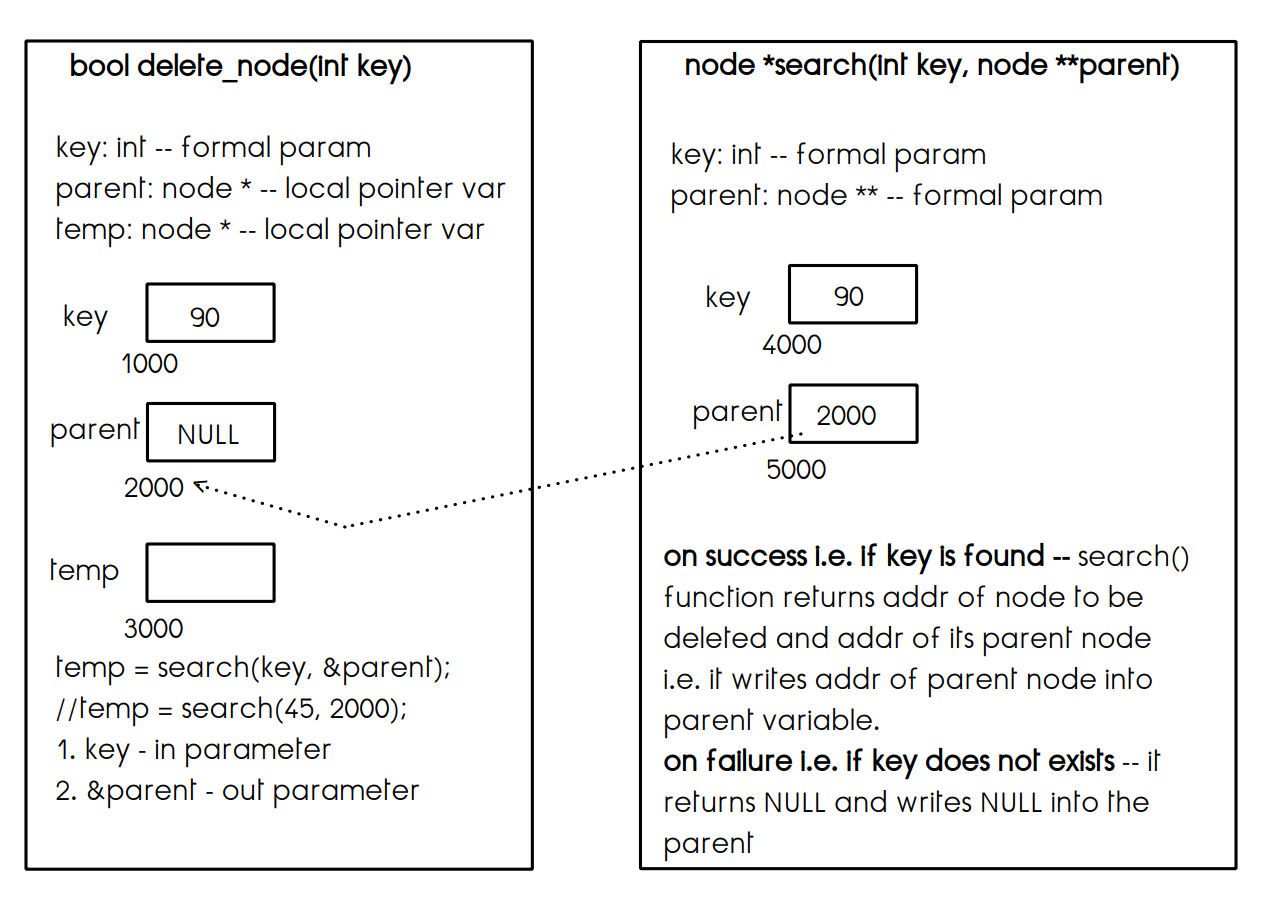 bool delete_node(int key)
key: int -- formal param
parent: node * -- local pointer var
temp: node * -- local pointer var
key
90
1000
parent
NULL
2000
temp
3000
temp = search(key, &parent);
//temp = search(45, 2000);
1. key - in parameter
2. &parent - out parameter
node *search(int key, node **parent)
key: int -- formal param
parent: node ** -- formal param
key
90
4000
parent
2000
5000
on success i.e. if key is found -- search()
function returns addr of node to be
deleted and addr of its parent node
i.e. it writes addr of parent node into
parent variable.
on failure i.e. if key does not exists -- it
returns NULL and writes NULL into the
parent